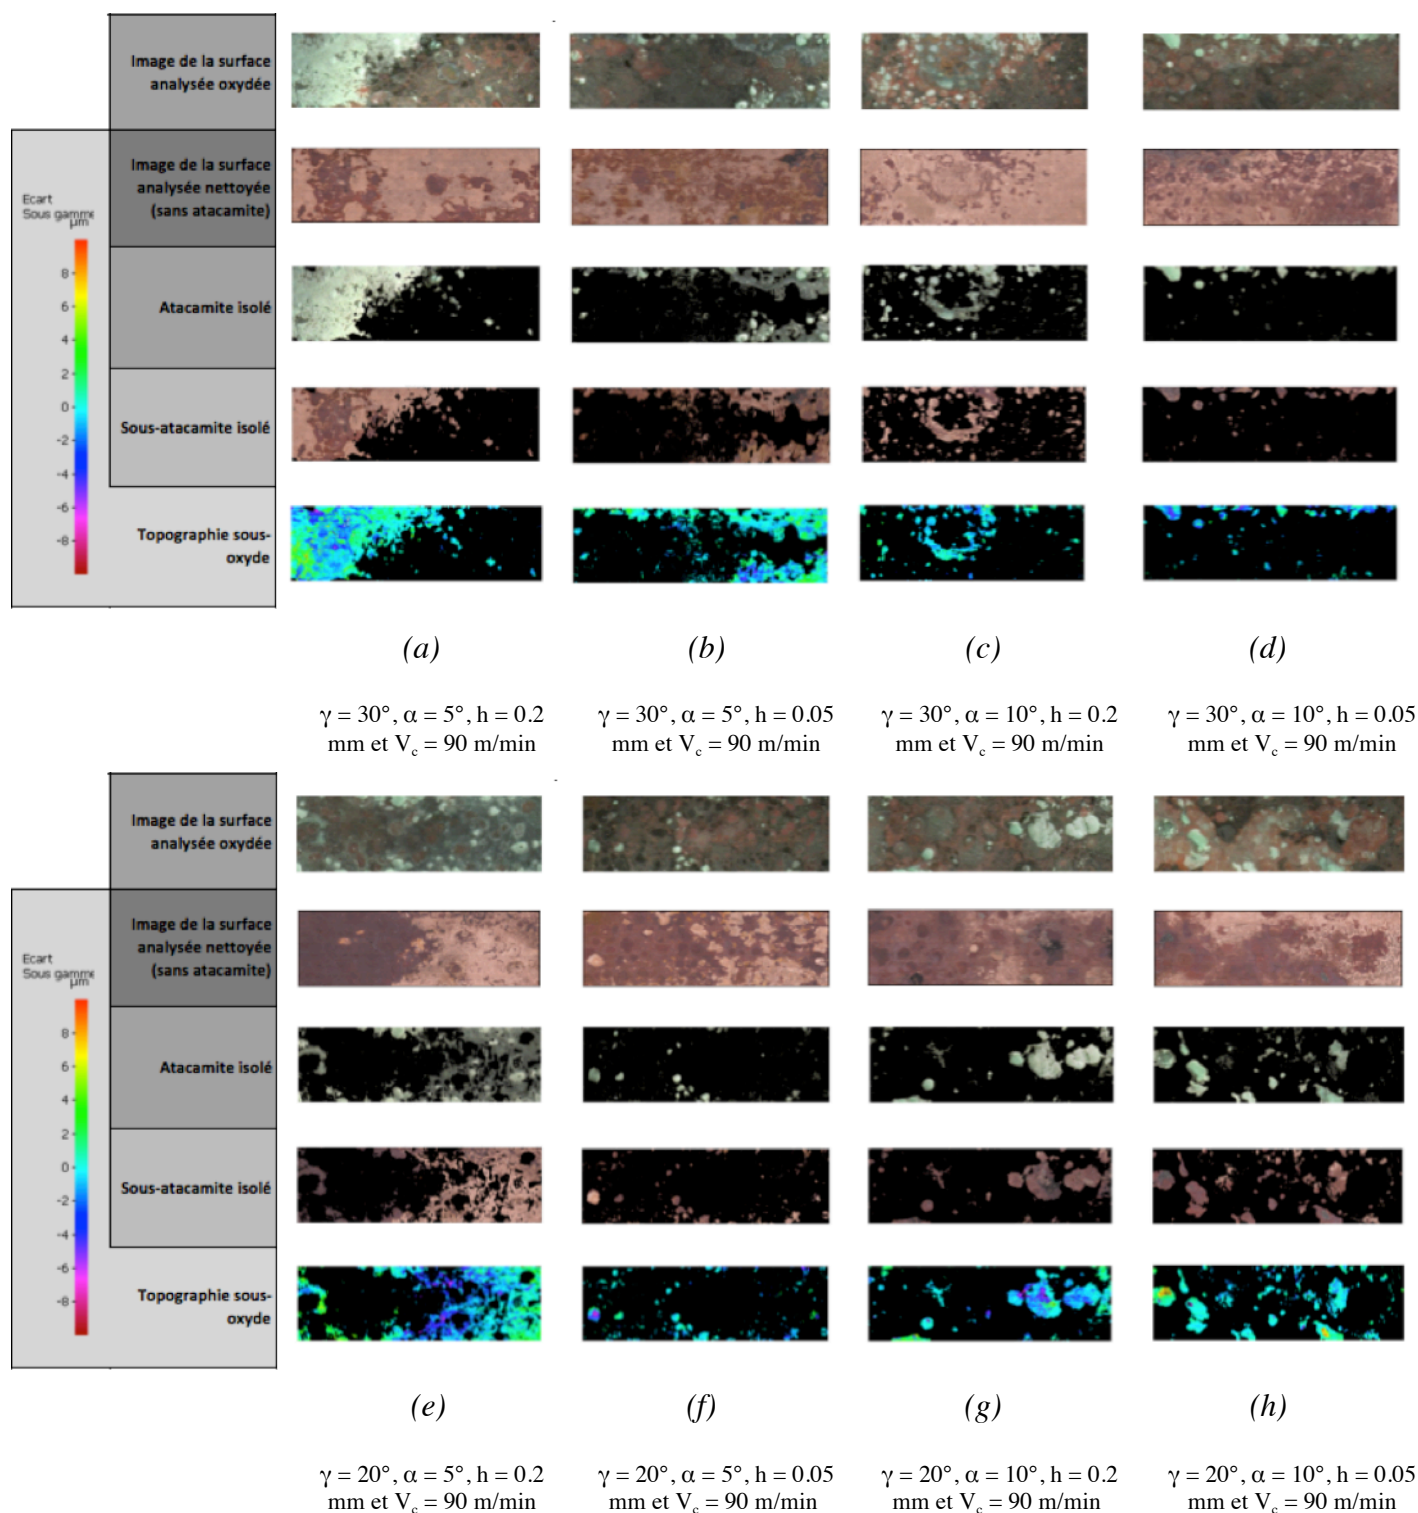 Image de la surface
analysée oxydée
Image de la surface
analysée nettoyée
(sans atacamite)
Ecart
Sous gamme
µm
8
6
4
2
0
-2
-4
-6
-8
Atacamite isolé
Sous-atacamite isolé
Topographie sous-
oxyde
(a) (b) (c) (d)
γ = 30°, α = 5°, h = 0.2 γ = 30°, α = 5°, h = 0.05 γ = 30°, α = 10°, h = 0.2 γ = 30°, α = 10°, h = 0.05
mm et Vc = 90 m/min mm et Vc = 90 m/min mm et Vc = 90 m/min mm et Vc = 90 m/min
Image de la surface
analysée oxydée
Image de la surface
analysée nettoyée
(sans atacamite)
Ecart
Sous gamme
µm
8
6
4
2
0
-2
-4
-6
-8
Atacamite isolé
Sous-atacamite isolé
Topographie sous-
oxyde
(e) (f) (g) (h)
γ = 20°, α = 5°, h = 0.2 γ = 20°, α = 5°, h = 0.05 γ = 20°, α = 10°, h = 0.2 γ = 20°, α = 10°, h = 0.05
mm et Vc = 90 m/min mm et Vc = 90 m/min mm et Vc = 90 m/min mm et Vc = 90 m/min